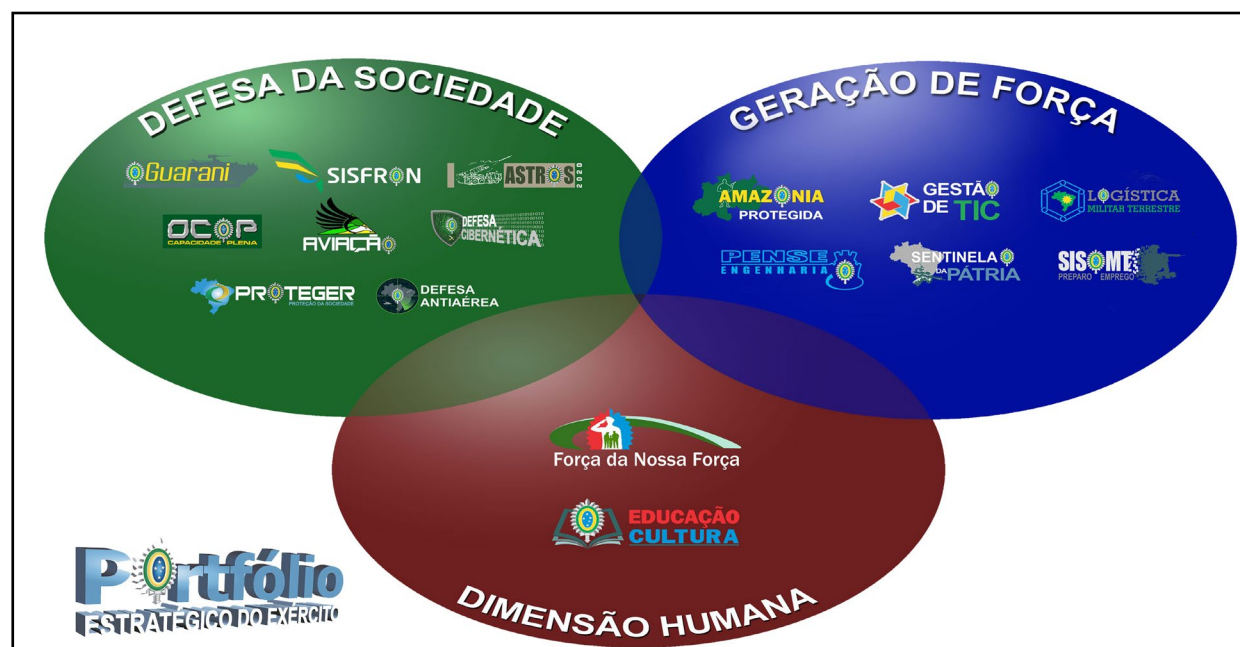 DEFESA DA SOCIEDADE
Guarani
SISFRON
ASTROS
2020
OCOP
CAPACIDADE PLENA
AVIAÇÃO
DEFESA
CIBERNÉTICA
PROTEGER
PROTEÇÃO DA SOCIEDADE
DEFESA
ANTIAÉREA
GERAÇÃO DE FORÇA
AMAZONIA
PROTEGIDA
GESTÃO
DE TIC
LOGÍSTICA
MILITAR TERRESTRE
PENSE
ENGENHARIA
SENTINELA
DA PÁTRIA
SISOMT
PREPARO EMPREGO
Força da Nossa Força
EDUCAÇÃO
CULTURA
DIMENSÃO HUMANA
Portfólio
ESTRATÉGICO DO EXÉRCITO